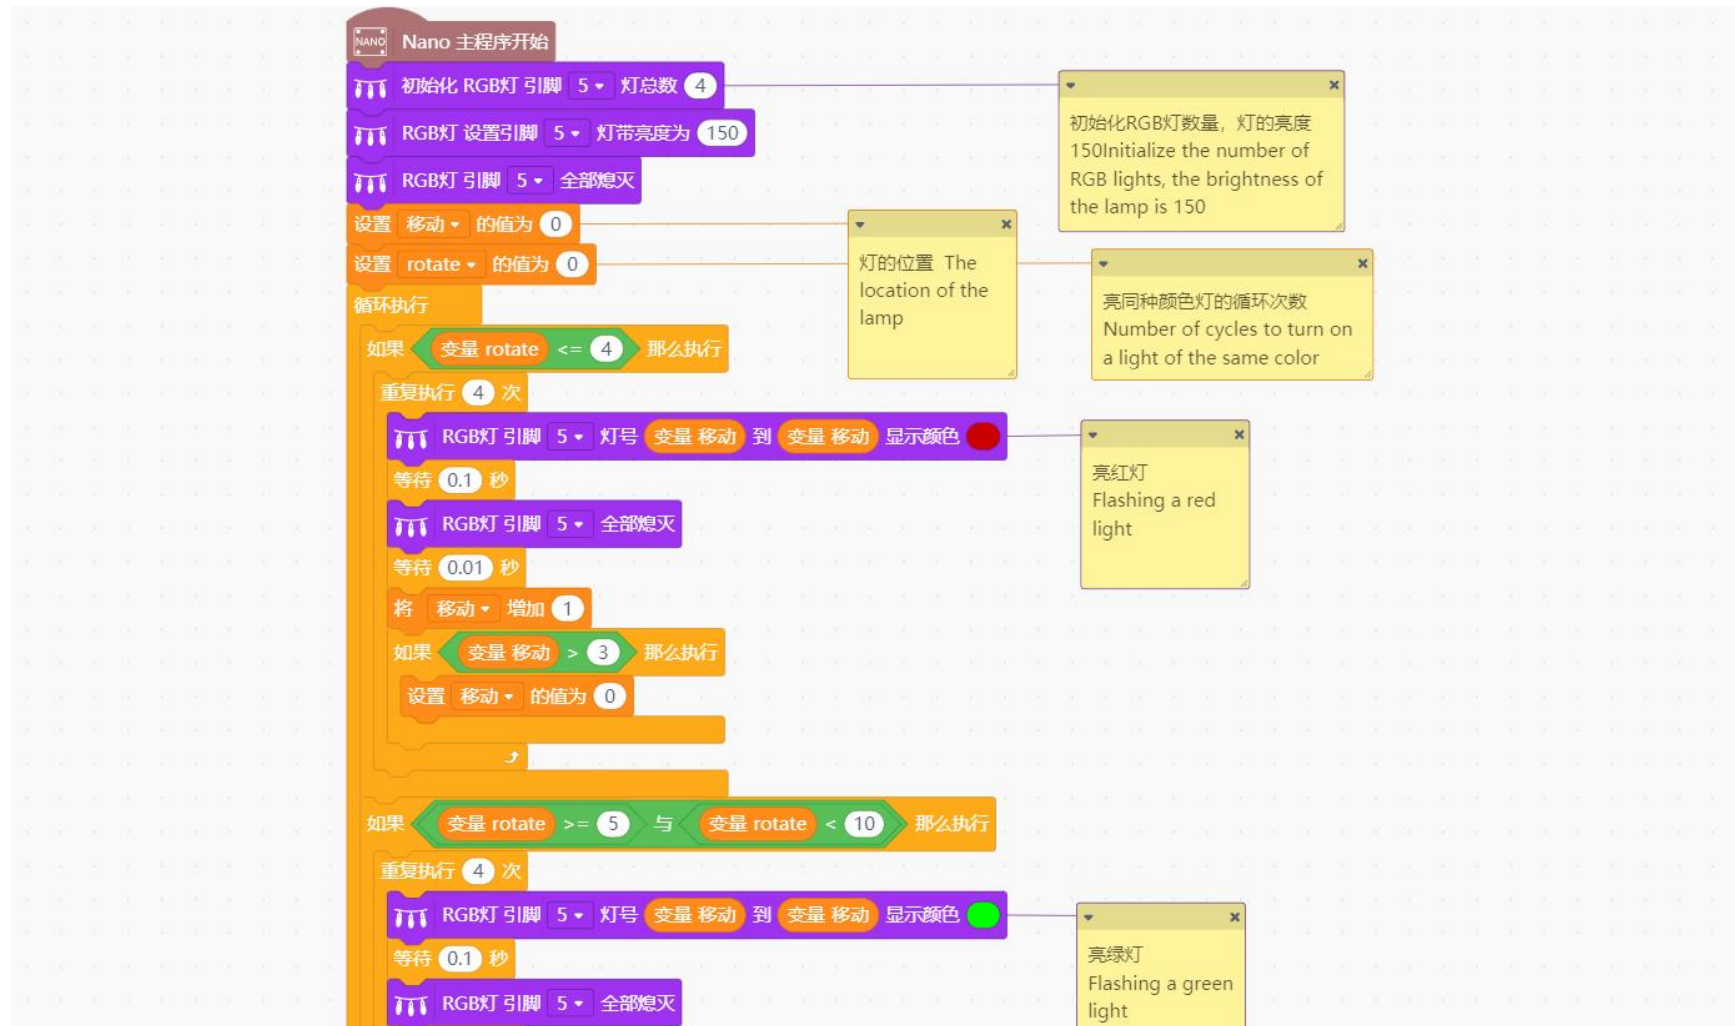 NANO Nano 主程序开始
初始化 RGB灯 引脚 5 灯总数 4
RGB灯 设置引脚 5 灯带亮度为 150
RGB灯 引脚 5 全部熄灭
设置 移动 的值为 0
设置 rotate 的值为 0
循环执行
如果 变量 rotate <= 4 那么执行
重复执行 4 次
RGB灯 引脚 5 灯号 变量 移动 到 变量 移动 显示颜色
等待 0.1 秒
RGB灯 引脚 5 全部熄灭
等待 0.01 秒
将 移动 增加 1
如果 变量 移动 > 3 那么执行
设置 移动 的值为 0
如果 变量 rotate >= 5 与 变量 rotate < 10 那么执行
重复执行 4 次
RGB灯 引脚 5 灯号 变量 移动 到 变量 移动 显示颜色
等待 0.1 秒
RGB灯 引脚 5 全部熄灭
初始化RGB灯数量，灯的亮度
150Initialize the number of
RGB lights, the brightness of
the lamp is 150
灯的位置 The
location of the
lamp
亮同种颜色灯的循环次数
Number of cycles to turn on
a light of the same color
亮红灯
Flashing a red
light
亮绿灯
Flashing a green
light